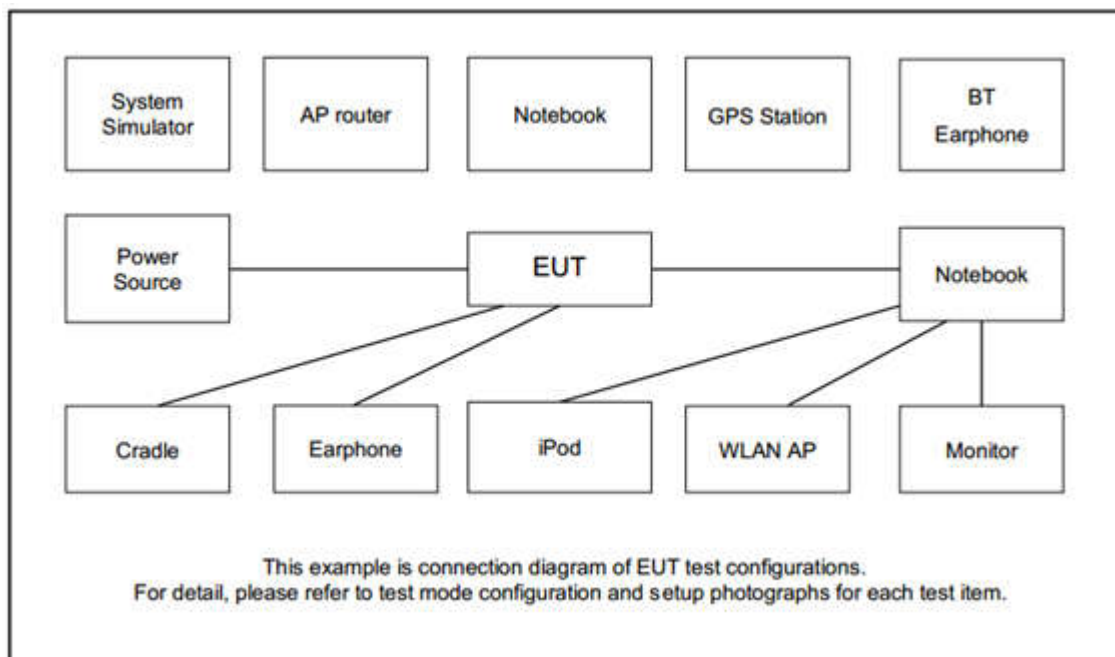 System
Simulator
AP router
Notebook
GPS Station
BT
Earphone
Power
Source
EUT
Notebook
Cradle
Earphone
iPod
WLAN AP
Monitor
This example is connection diagram of EUT test configurations.
For detail, please refer to test mode configuration and setup photographs for each test item.